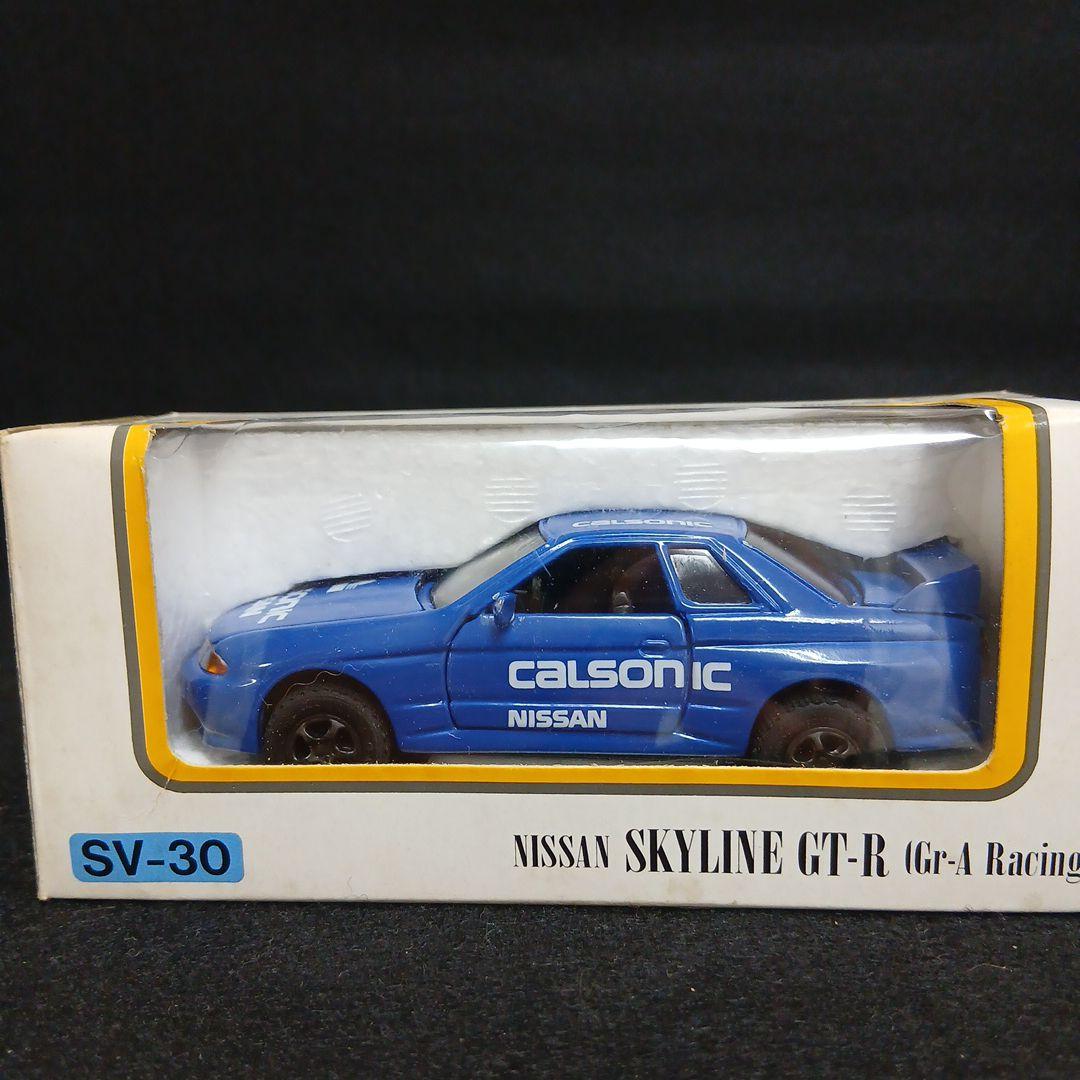 CALSONIC
CALSONIC
NISSAN
SV-30
NISSAN SKYLINE GT-R (Gr-A Racing